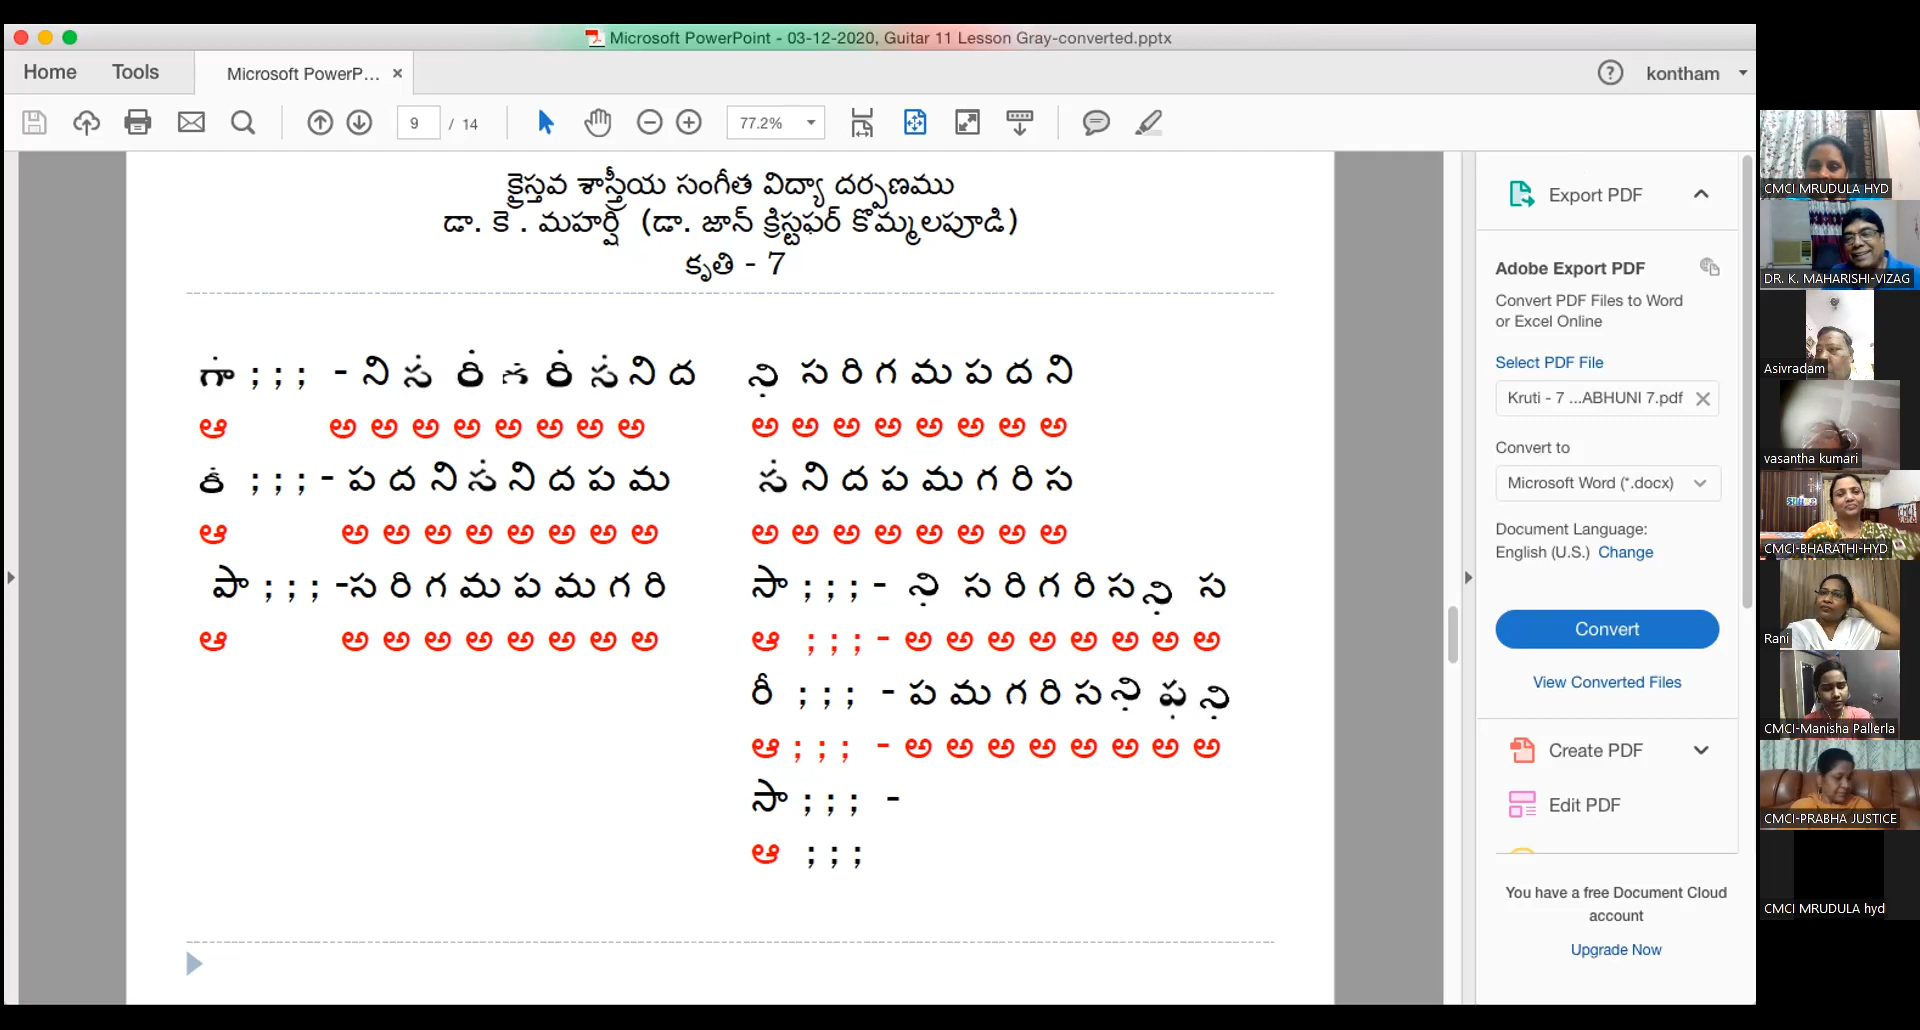 Microsoft PowerPoint - 03-12-2020, Guitar 11 Lesson Gray-converted.pptx
Home
Tools
Microsoft PowerP...
kontham
9 / 14
77.2%
క్రైస్తవ శాస్త్రీయ సంగీత విద్యా దర్పణము
డా. కె . మహర్షి (డా. జాన్ క్రిస్టఫర్ కొమ్మలపూడి)
కృతి - 7
గా ; ; ; - ని స రి గ రి స ని ద
ఆ అ అ అ అ అ అ అ అ
రీ ; ; ; - ప ద ని స ని ద ప మ
ఆ అ అ అ అ అ అ అ అ
పా ; ; ; -స రి గ మ ప మ గ రి
ఆ అ అ అ అ అ అ అ అ
ని స రి గ మ ప ద ని
అ అ అ అ అ అ అ అ
స ని ద ప మ గ రి స
అ అ అ అ అ అ అ అ
సా ; ; ; - ని స రి గ రి స ని స
ఆ ; ; ; - అ అ అ అ అ అ అ అ
రీ ; ; ; - ప మ గ రి స ని ప ని
ఆ ; ; ; - అ అ అ అ అ అ అ అ
సా ; ; ; -
ఆ ; ; ;
Export PDF
Adobe Export PDF
Convert PDF Files to Word
or Excel Online
Select PDF File
Kruti - 7 ...ABHUNI 7.pdf
Convert to
Microsoft Word (*.docx)
Document Language:
English (U.S.) Change
Convert
View Converted Files
Create PDF
Edit PDF
You have a free Document Cloud
account
Upgrade Now
CMCI MRUDULA HYD
DR. K. MAHARISHI-VIZAG
Asivradam
vasantha kumari
CMCI-BHARATHI-HYD
Rani
CMCI-Manisha Pallerla
CMCI-PRABHA JUSTICE
CMCI MRUDULA hyd